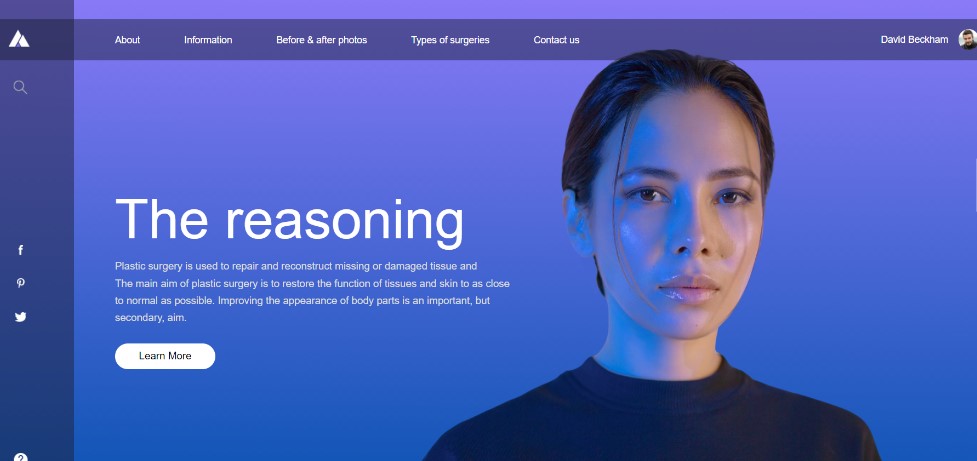 About Information Before & after photos Types of surgeries Contact us David Beckham
The reasoning
Plastic surgery is used to repair and reconstruct missing or damaged tissue and
The main aim of plastic surgery is to restore the function of tissues and skin to as close
to normal as possible. Improving the appearance of body parts is an important, but
secondary, aim.
Learn More
?